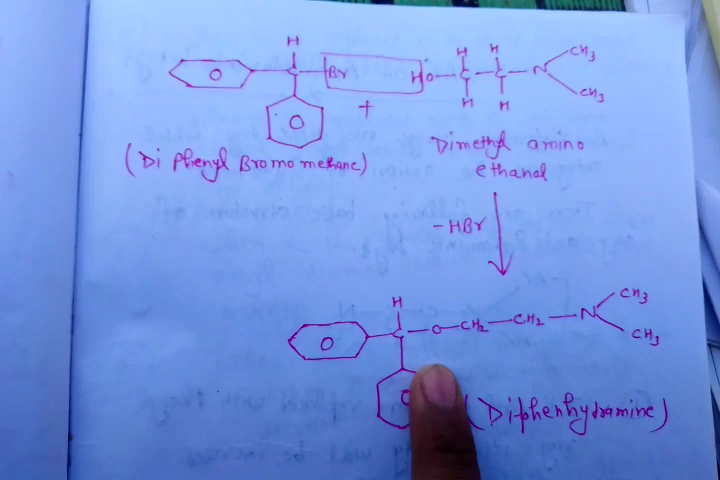 H H H CH3
C Br HO C C N
H H CH3
+
(Di Phenyl Bromo methane) Dimethyl amino
ethanol
- HBr
H CH3
C O CH2 CH2 N
CH3
(Diphenhydramine)